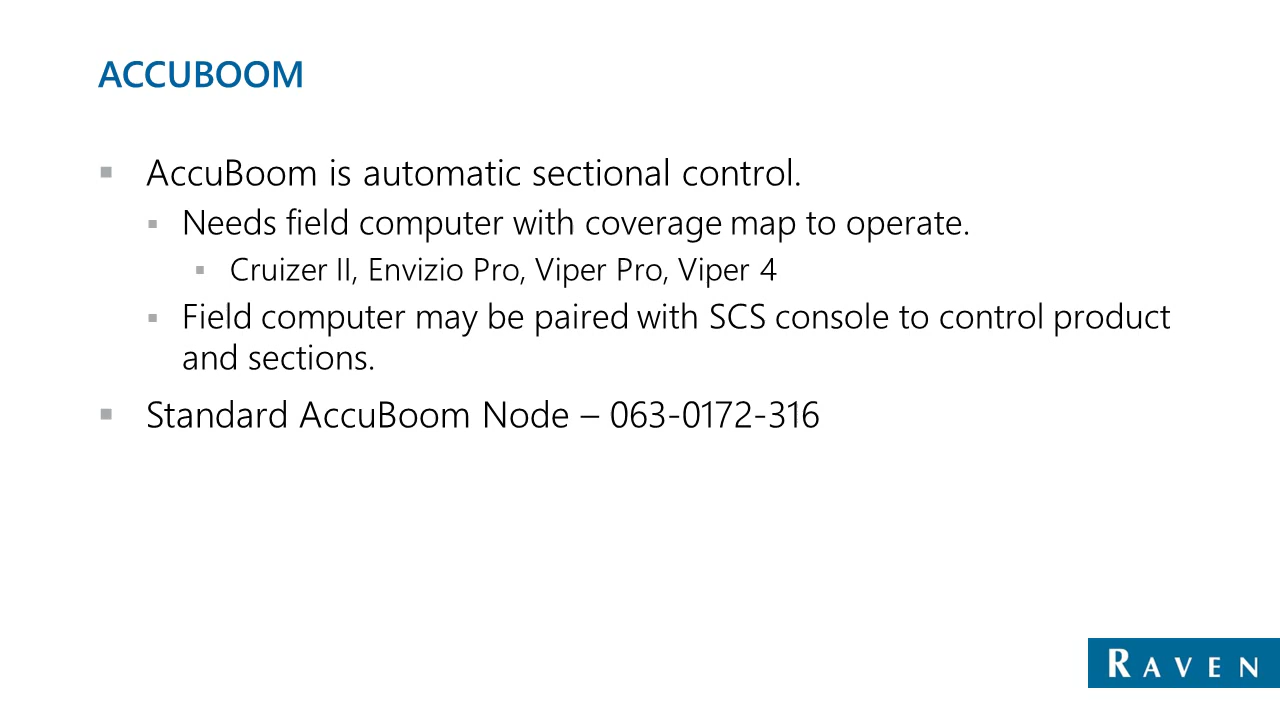 ACCUBOOM
▪ AccuBoom is automatic sectional control.
▪ Needs field computer with coverage map to operate.
▪ Cruizer II, Envizio Pro, Viper Pro, Viper 4
▪ Field computer may be paired with SCS console to control product
and sections.
▪ Standard AccuBoom Node – 063-0172-316
RAVEN